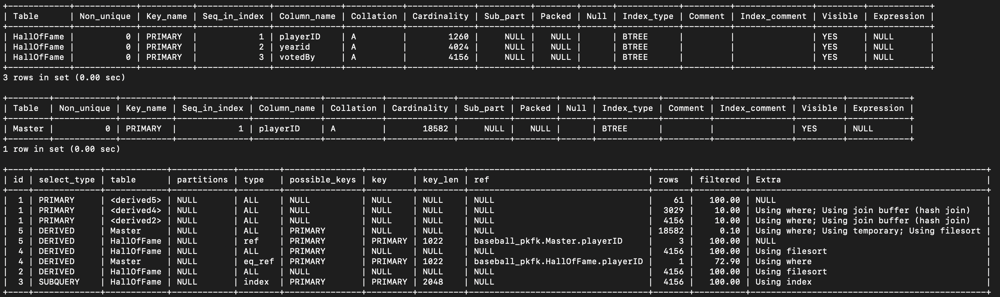 +-----------+------------+----------+--------------+-------------+-----------+-------------+----------+--------+------+------------+---------+---------------+---------+------------+
| Table     | Non_unique | Key_name | Seq_in_index | Column_name | Collation | Cardinality | Sub_part | Packed | Null | Index_type | Comment | Index_comment | Visible | Expression |
+-----------+------------+----------+--------------+-------------+-----------+-------------+----------+--------+------+------------+---------+---------------+---------+------------+
| HallOfFame |          0 | PRIMARY  |            1 | playerID    | A         |        1260 |     NULL |   NULL |      | BTREE      |         |               | YES     | NULL       |
| HallOfFame |          0 | PRIMARY  |            2 | yearid      | A         |        4024 |     NULL |   NULL |      | BTREE      |         |               | YES     | NULL       |
| HallOfFame |          0 | PRIMARY  |            3 | votedBy     | A         |        4156 |     NULL |   NULL |      | BTREE      |         |               | YES     | NULL       |
+-----------+------------+----------+--------------+-------------+-----------+-------------+----------+--------+------+------------+---------+---------------+---------+------------+
3 rows in set (0.00 sec)
+--------+------------+----------+--------------+-------------+-----------+-------------+----------+--------+------+------------+---------+---------------+---------+------------+
| Table  | Non_unique | Key_name | Seq_in_index | Column_name | Collation | Cardinality | Sub_part | Packed | Null | Index_type | Comment | Index_comment | Visible | Expression |
+--------+------------+----------+--------------+-------------+-----------+-------------+----------+--------+------+------------+---------+---------------+---------+------------+
| Master |          0 | PRIMARY  |            1 | playerID    | A         |       18582 |     NULL |   NULL |      | BTREE      |         |               | YES     | NULL       |
+--------+------------+----------+--------------+-------------+-----------+-------------+----------+--------+------+------------+---------+---------------+---------+------------+
1 row in set (0.00 sec)
+----+-------------+------------+------------+--------+---------------+---------+---------+----------------------------------+-------+----------+----------------------------------------------+
| id | select_type | table      | partitions | type   | possible_keys | key     | key_len | ref                              | rows  | filtered | Extra                                        |
+----+-------------+------------+------------+--------+---------------+---------+---------+----------------------------------+-------+----------+----------------------------------------------+
|  1 | PRIMARY     | <derived5> | NULL       | ALL    | NULL          | NULL    | NULL    | NULL                             |    61 |   100.00 | NULL                                         |
|  1 | PRIMARY     | <derived4> | NULL       | ALL    | NULL          | NULL    | NULL    | NULL                             |  3029 |    10.00 | Using where; Using join buffer (hash join)   |
|  1 | PRIMARY     | <derived2> | NULL       | ALL    | NULL          | NULL    | NULL    | NULL                             |  4156 |    10.00 | Using where; Using join buffer (hash join)   |
|  5 | DERIVED     | Master     | NULL       | ALL    | PRIMARY       | NULL    | NULL    | NULL                             | 18582 |     0.10 | Using where; Using temporary; Using filesort |
|  5 | DERIVED     | HallOfFame | NULL       | ref    | PRIMARY       | PRIMARY | 1022    | baseball_pkfk.Master.playerID    |     3 |   100.00 | NULL                                         |
|  4 | DERIVED     | HallOfFame | NULL       | ALL    | PRIMARY       | NULL    | NULL    | NULL                             |  4156 |   100.00 | Using filesort                               |
|  4 | DERIVED     | Master     | NULL       | eq_ref | PRIMARY       | PRIMARY | 1022    | baseball_pkfk.HallOfFame.playerID |     1 |    72.90 | Using where                                  |
|  2 | DERIVED     | HallOfFame | NULL       | ALL    | NULL          | NULL    | NULL    | NULL                             |  4156 |   100.00 | Using filesort                               |
|  3 | SUBQUERY    | HallOfFame | NULL       | index  | PRIMARY       | PRIMARY | 2048    | NULL                             |  4156 |   100.00 | Using index                                  |
+----+-------------+------------+------------+--------+---------------+---------+---------+----------------------------------+-------+----------+----------------------------------------------+